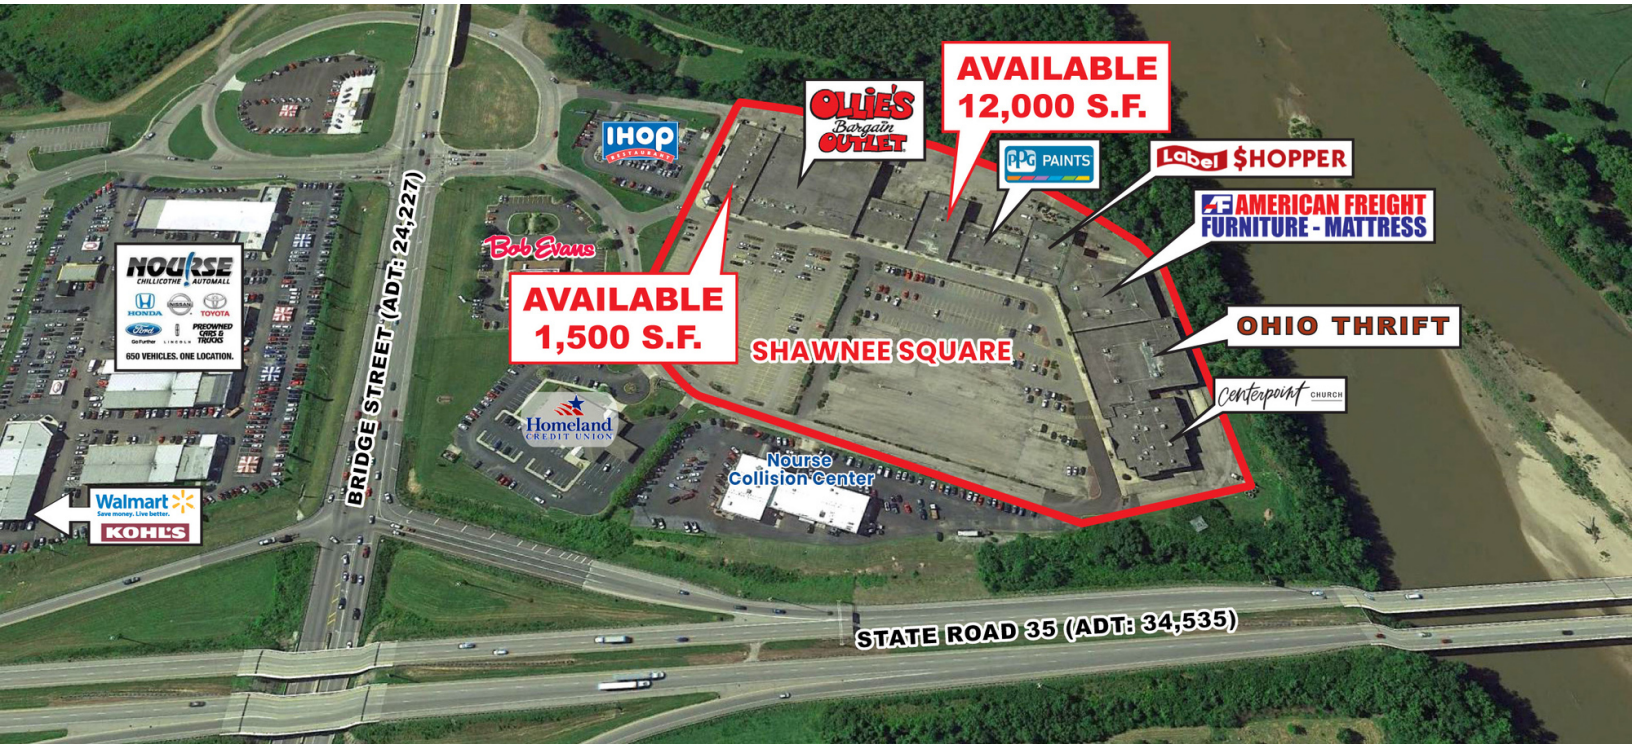 AVAILABLE
12,000 S.F.
OLLiE'S
Bargain
OUTLET
IHOP
RESTAURANT
PPG PAINTS
Label $HOPPER
AF AMERICAN FREIGHT
FURNITURE - MATTRESS
BRIDGE STREET (ADT: 24,227)
Bob Evans
NOURSE
CHILLICOTHE AUTOMALL
HONDA
NISSAN
TOYOTA
Ford
Go Further
LINCOLN
PREOWNED
CARS &
TRUCKS
650 VEHICLES. ONE LOCATION.
AVAILABLE
1,500 S.F.
SHAWNEE SQUARE
OHIO THRIFT
Centerpoint CHURCH
Homeland
CREDIT UNION
Nourse
Collision Center
Walmart
Save money. Live better.
KOHL'S
STATE ROAD 35 (ADT: 34,535)